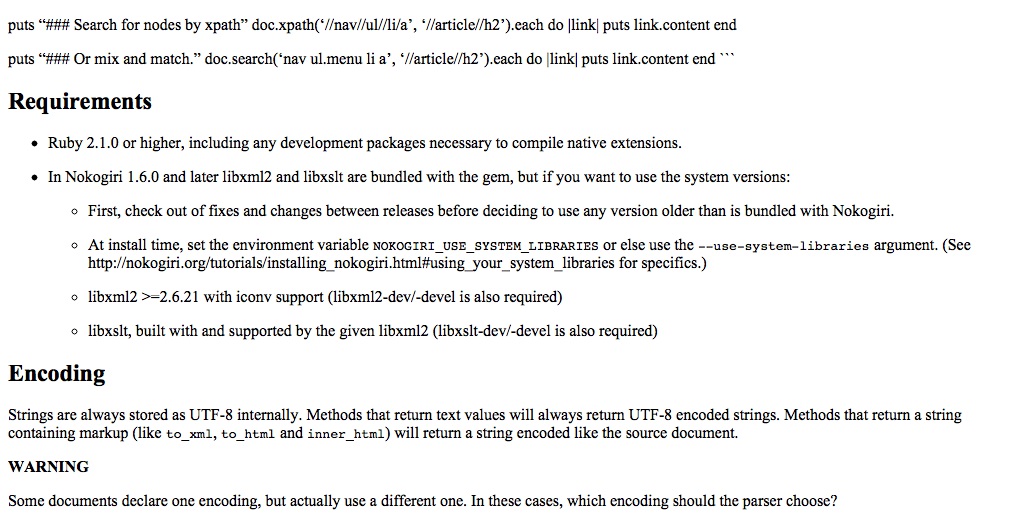 puts “### Search for nodes by xpath” doc.xpath(‘//nav//ul//li/a’, ‘//article//h2’).each do |link| puts link.content end
puts “### Or mix and match.” doc.search(‘nav ul.menu li a’, ‘//article//h2’).each do |link| puts link.content end ```
Requirements
• Ruby 2.1.0 or higher, including any development packages necessary to compile native extensions.
• In Nokogiri 1.6.0 and later libxml2 and libxslt are bundled with the gem, but if you want to use the system versions:
◦ First, check out of fixes and changes between releases before deciding to use any version older than is bundled with Nokogiri.
◦ At install time, set the environment variable NOKOGIRI_USE_SYSTEM_LIBRARIES or else use the --use-system-libraries argument. (See
http://nokogiri.org/tutorials/installing_nokogiri.html#using_your_system_libraries for specifics.)
◦ libxml2 >=2.6.21 with iconv support (libxml2-dev/-devel is also required)
◦ libxslt, built with and supported by the given libxml2 (libxslt-dev/-devel is also required)
Encoding
Strings are always stored as UTF-8 internally. Methods that return text values will always return UTF-8 encoded strings. Methods that return a string
containing markup (like to_xml, to_html and inner_html) will return a string encoded like the source document.
WARNING
Some documents declare one encoding, but actually use a different one. In these cases, which encoding should the parser choose?